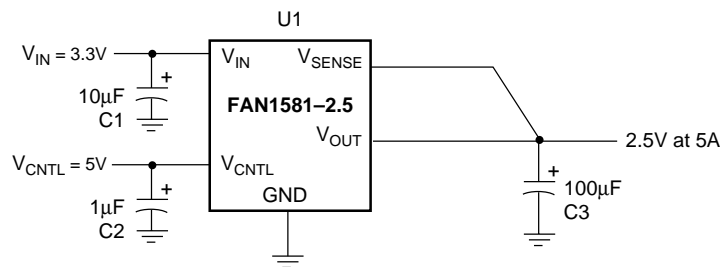 U1
V_IN = 3.3V
V_IN
V_SENSE
+
10μF
C1
FAN1581–2.5
V_OUT
2.5V at 5A
V_CNTL = 5V
V_CNTL
+
1μF
C2
GND
+
100μF
C3